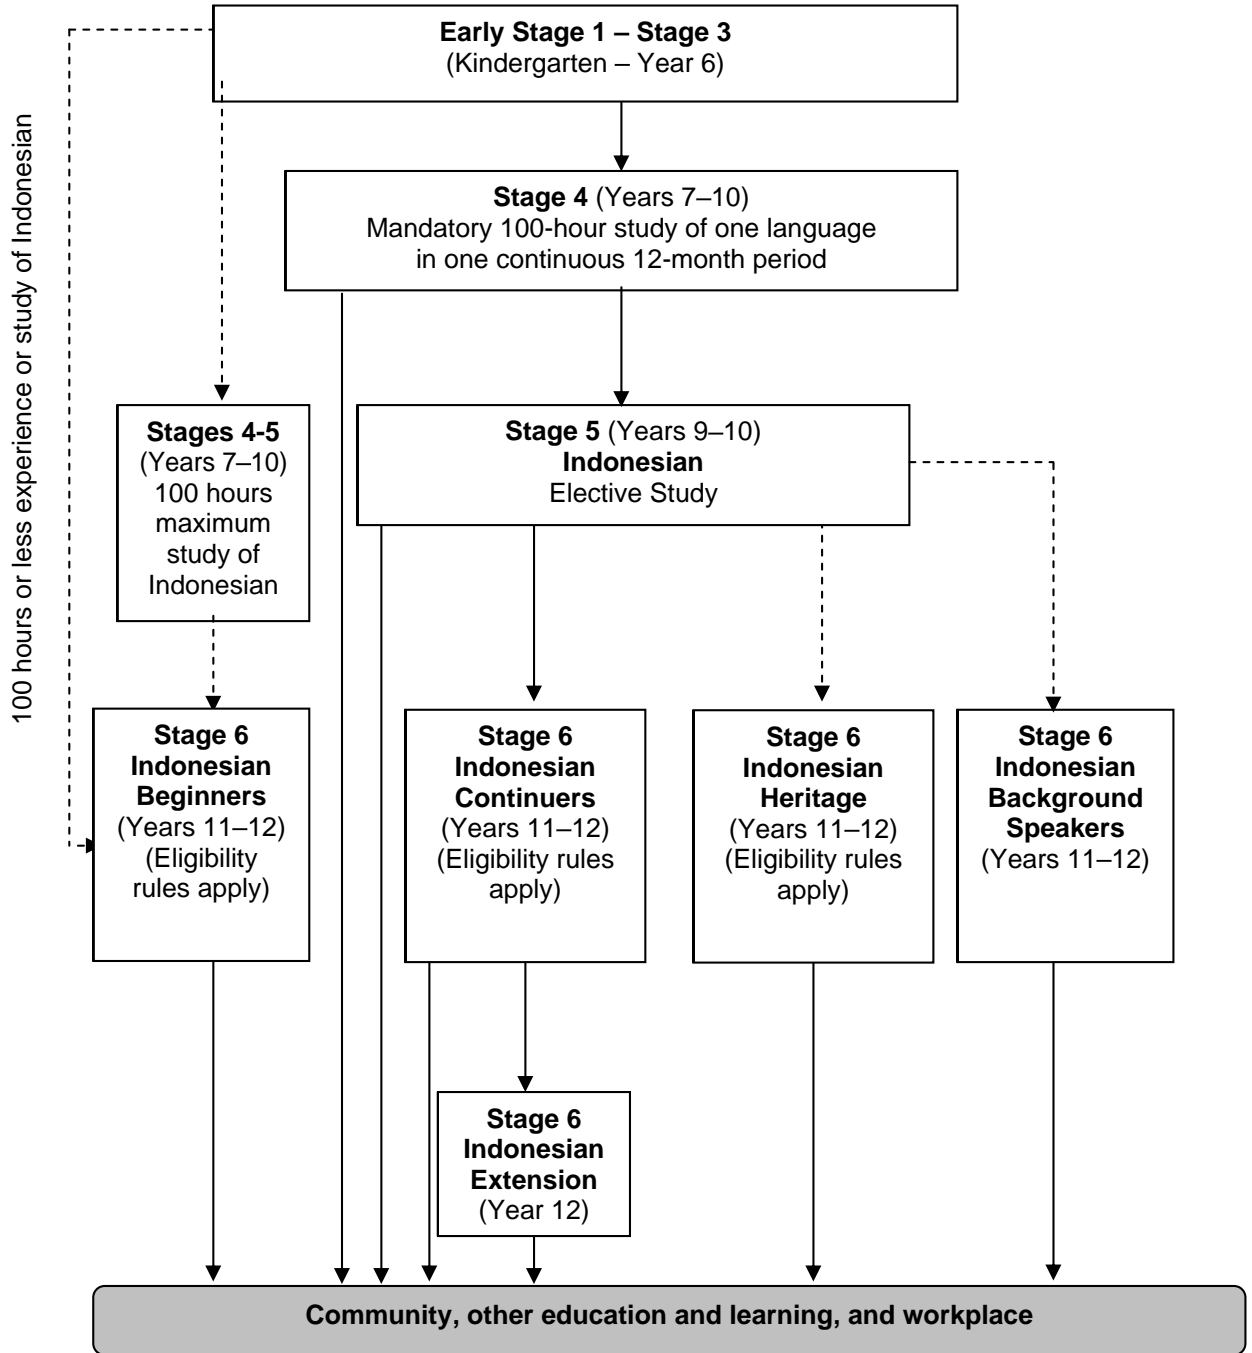 Early Stage 1 – Stage 3
(Kindergarten – Year 6)
100 hours or less experience or study of Indonesian
Stage 4 (Years 7–10)
Mandatory 100-hour study of one language
in one continuous 12-month period
Stages 4-5
(Years 7–10)
100 hours
maximum
study of
Indonesian
Stage 5 (Years 9–10)
Indonesian
Elective Study
Stage 6
Indonesian
Beginners
(Years 11–12)
(Eligibility
rules apply)
Stage 6
Indonesian
Continuers
(Years 11–12)
(Eligibility rules
apply)
Stage 6
Indonesian
Heritage
(Years 11–12)
(Eligibility rules
apply)
Stage 6
Indonesian
Background
Speakers
(Years 11–12)
Stage 6
Indonesian
Extension
(Year 12)
Community, other education and learning, and workplace